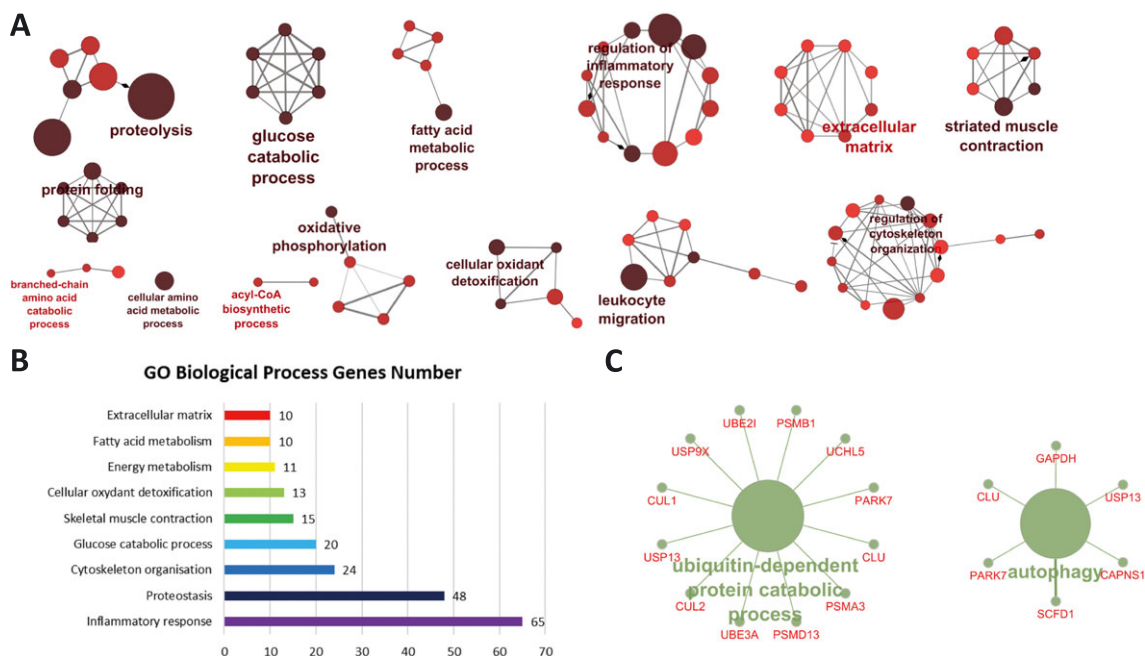 A
proteolysis
glucose
catabolic
process
fatty acid
metabolic
process
regulation of
inflammatory
response
extracellular
matrix
striated muscle
contraction
protein folding
oxidative
phosphorylation
cellular oxidant
detoxification
leukocyte
migration
regulation of
cytoskeleton
organization
branched-chain
amino acid
catabolic
process
cellular amino
acid metabolic
process
acyl-CoA
biosynthetic
process
B
GO Biological Process Genes Number
Extracellular matrix 10
Fatty acid metabolism 10
Energy metabolism 11
Cellular oxydant detoxification 13
Skeletal muscle contraction 15
Glucose catabolic process 20
Cytoskeleton organisation 24
Proteostasis 48
Inflammatory response 65
0 10 20 30 40 50 60 70
C
UBE2I
PSMB1
USP9X
UCHL5
CUL1
PARK7
USP13
CLU
ubiquitin-dependent
protein catabolic
process
CUL2
PSMA3
UBE3A
PSMD13
GAPDH
CLU
USP13
autophagy
PARK7
CAPNS1
SCFD1